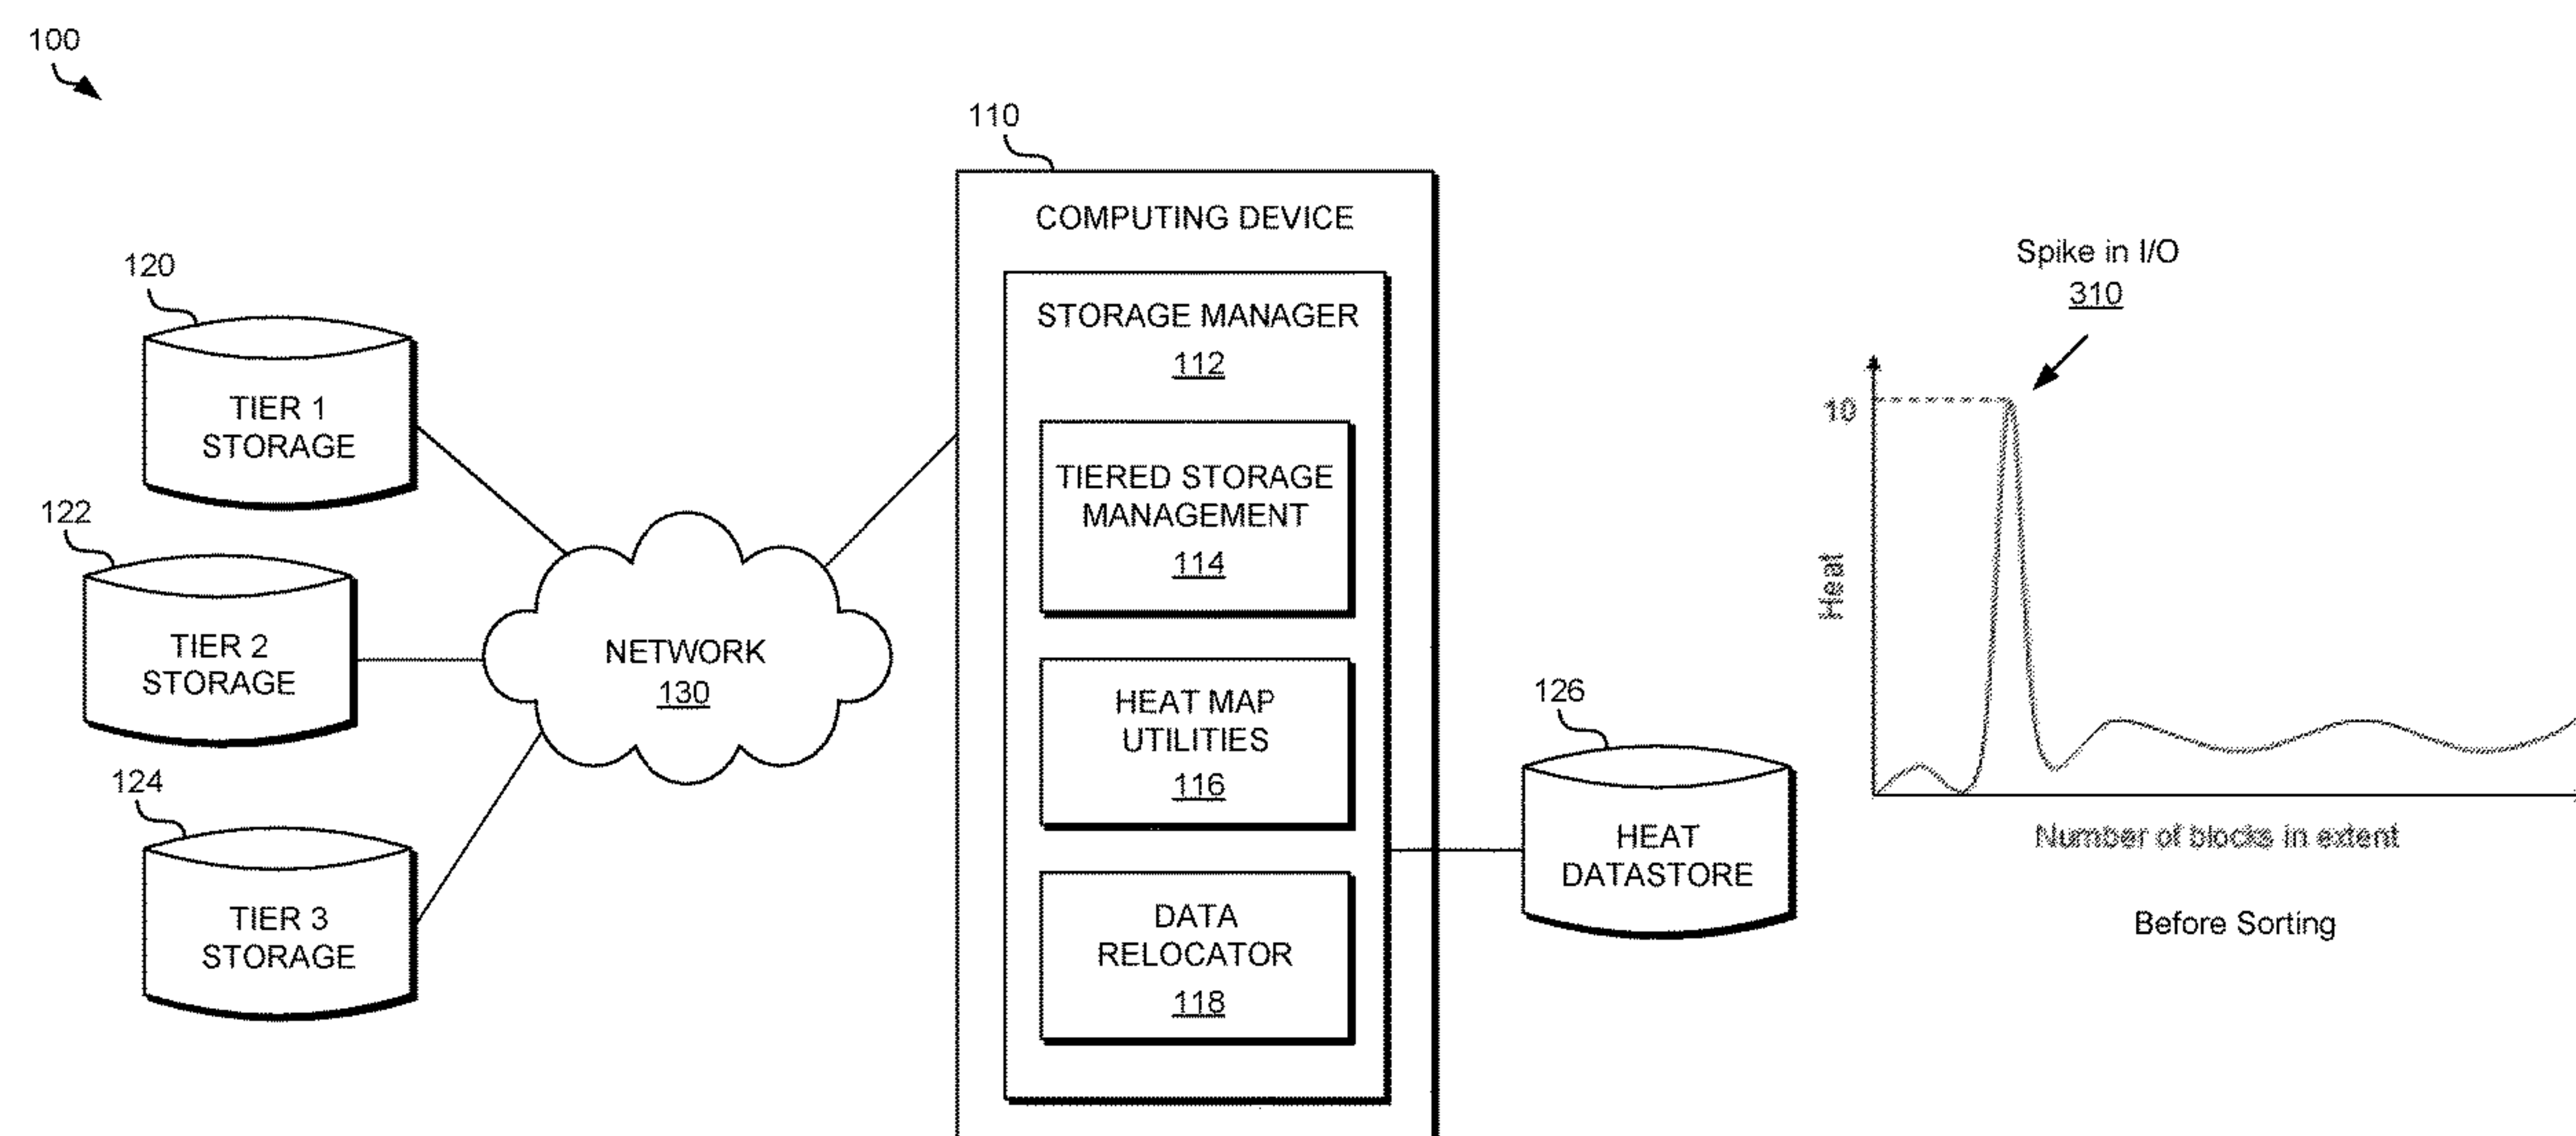 100
110
COMPUTING DEVICE
STORAGE MANAGER
112
TIERED STORAGE
MANAGEMENT
114
HEAT MAP
UTILITIES
116
DATA
RELOCATOR
118
120
TIER 1
STORAGE
122
TIER 2
STORAGE
124
TIER 3
STORAGE
NETWORK
130
126
HEAT
DATASTORE
Spike in I/O
310
10
Heat
Number of blocks in extent
Before Sorting